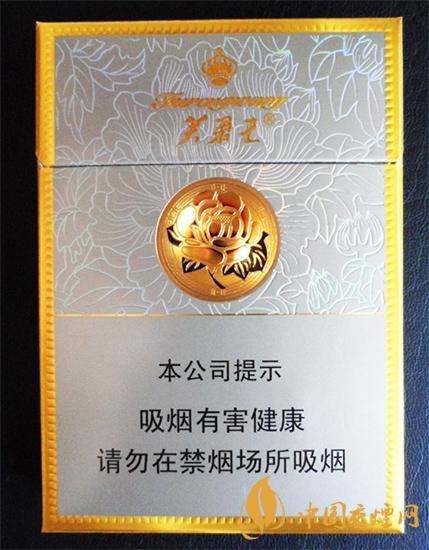 Furongwang
芙蓉王®
本公司提示
吸烟有害健康
请勿在禁烟场所吸烟
中国香烟网